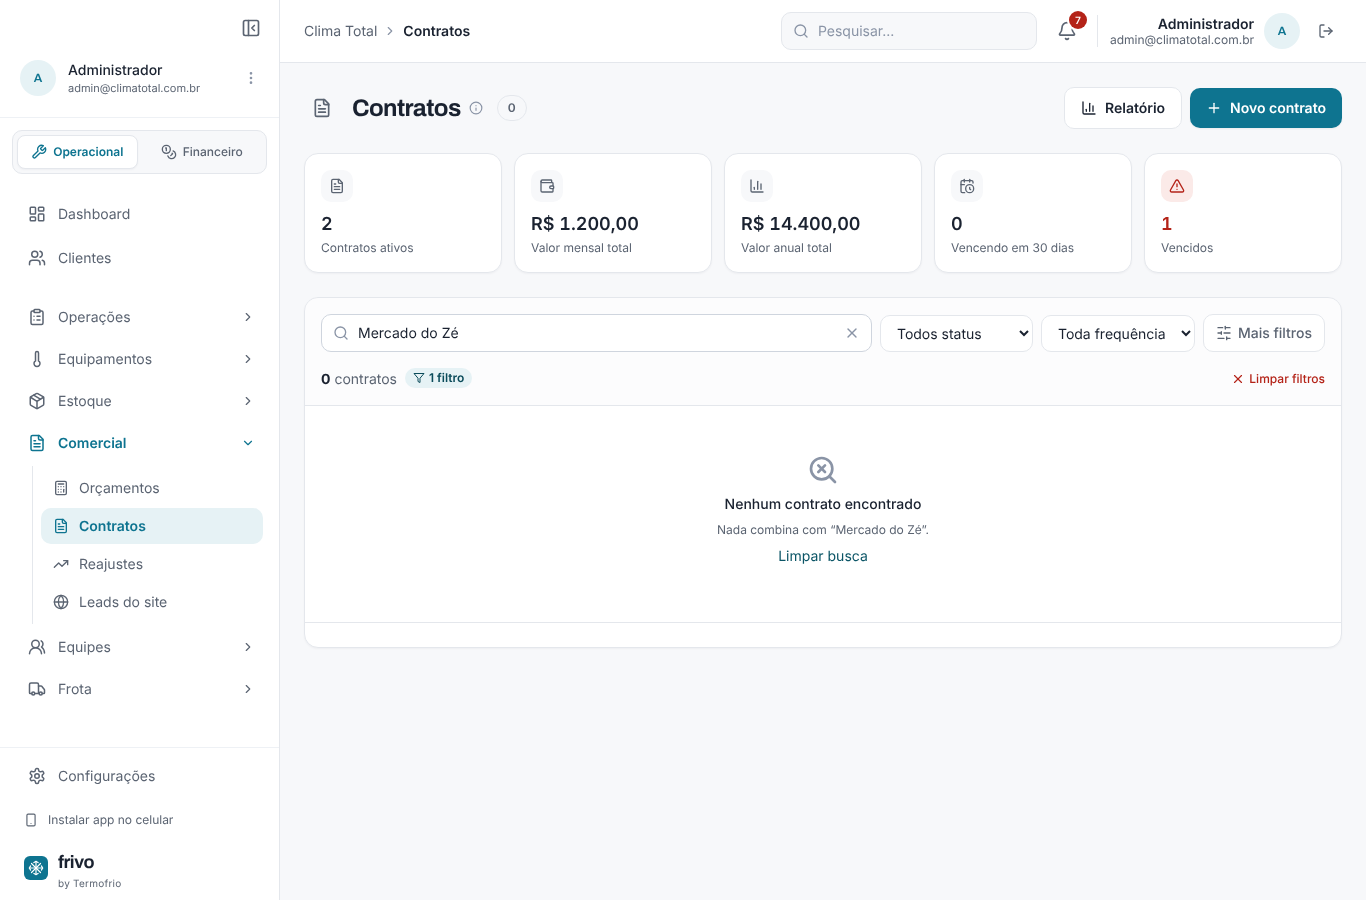 Clima Total > Contratos
Pesquisar...
7
Administrador
admin@climatotal.com.br
A
A
Administrador
admin@climatotal.com.br
Operacional
Financeiro
Dashboard
Clientes
Operações
Equipamentos
Estoque
Comercial
Orçamentos
Contratos
Reajustes
Leads do site
Equipes
Frota
Configurações
Instalar app no celular
frivo
by Termofrio
Contratos
0
Relatório
Novo contrato
2
Contratos ativos
R$ 1.200,00
Valor mensal total
R$ 14.400,00
Valor anual total
0
Vencendo em 30 dias
1
Vencidos
Mercado do Zé
Todos status
Toda frequência
Mais filtros
0 contratos
1 filtro
Limpar filtros
Nenhum contrato encontrado
Nada combina com “Mercado do Zé”.
Limpar busca